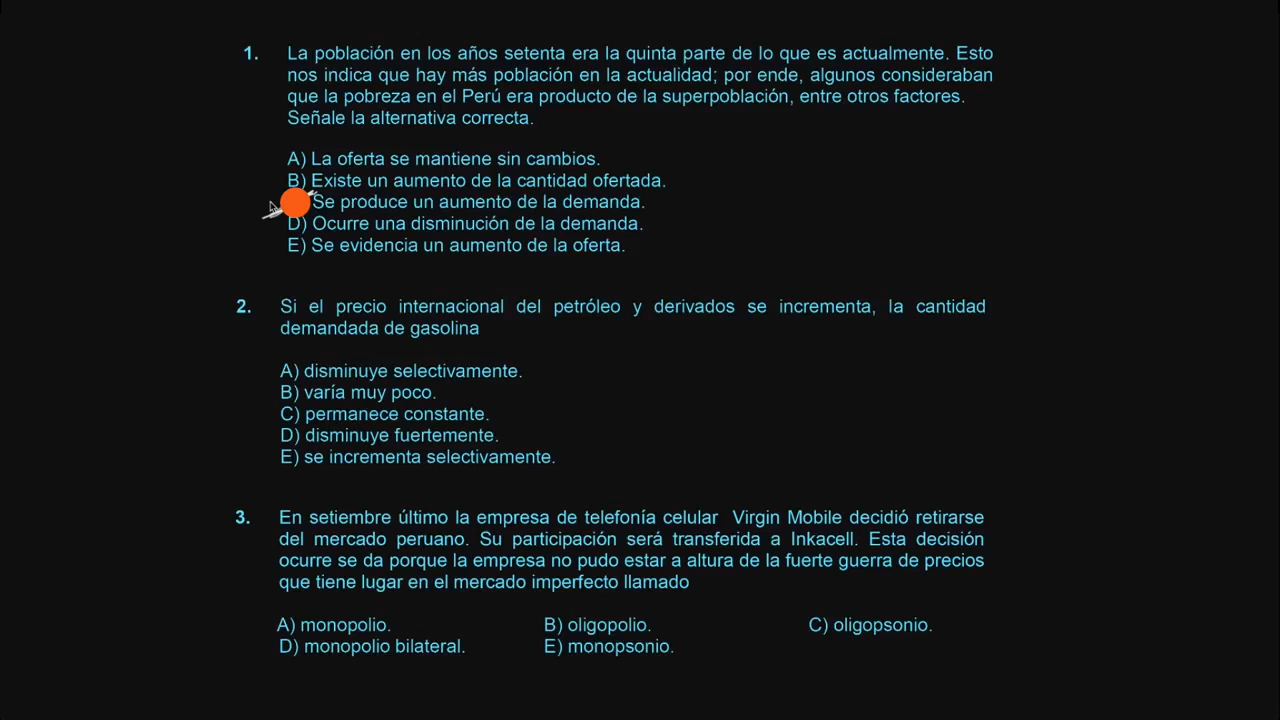 1. La población en los años setenta era la quinta parte de lo que es actualmente. Esto
nos indica que hay más población en la actualidad; por ende, algunos consideraban
que la pobreza en el Perú era producto de la superpoblación, entre otros factores.
Señale la alternativa correcta.
A) La oferta se mantiene sin cambios.
B) Existe un aumento de la cantidad ofertada.
Se produce un aumento de la demanda.
D) Ocurre una disminución de la demanda.
E) Se evidencia un aumento de la oferta.
2. Si el precio internacional del petróleo y derivados se incrementa, la cantidad
demandada de gasolina
A) disminuye selectivamente.
B) varía muy poco.
C) permanece constante.
D) disminuye fuertemente.
E) se incrementa selectivamente.
3. En setiembre último la empresa de telefonía celular Virgin Mobile decidió retirarse
del mercado peruano. Su participación será transferida a Inkacell. Esta decisión
ocurre se da porque la empresa no pudo estar a altura de la fuerte guerra de precios
que tiene lugar en el mercado imperfecto llamado
A) monopolio. B) oligopolio. C) oligopsonio.
D) monopolio bilateral. E) monopsonio.